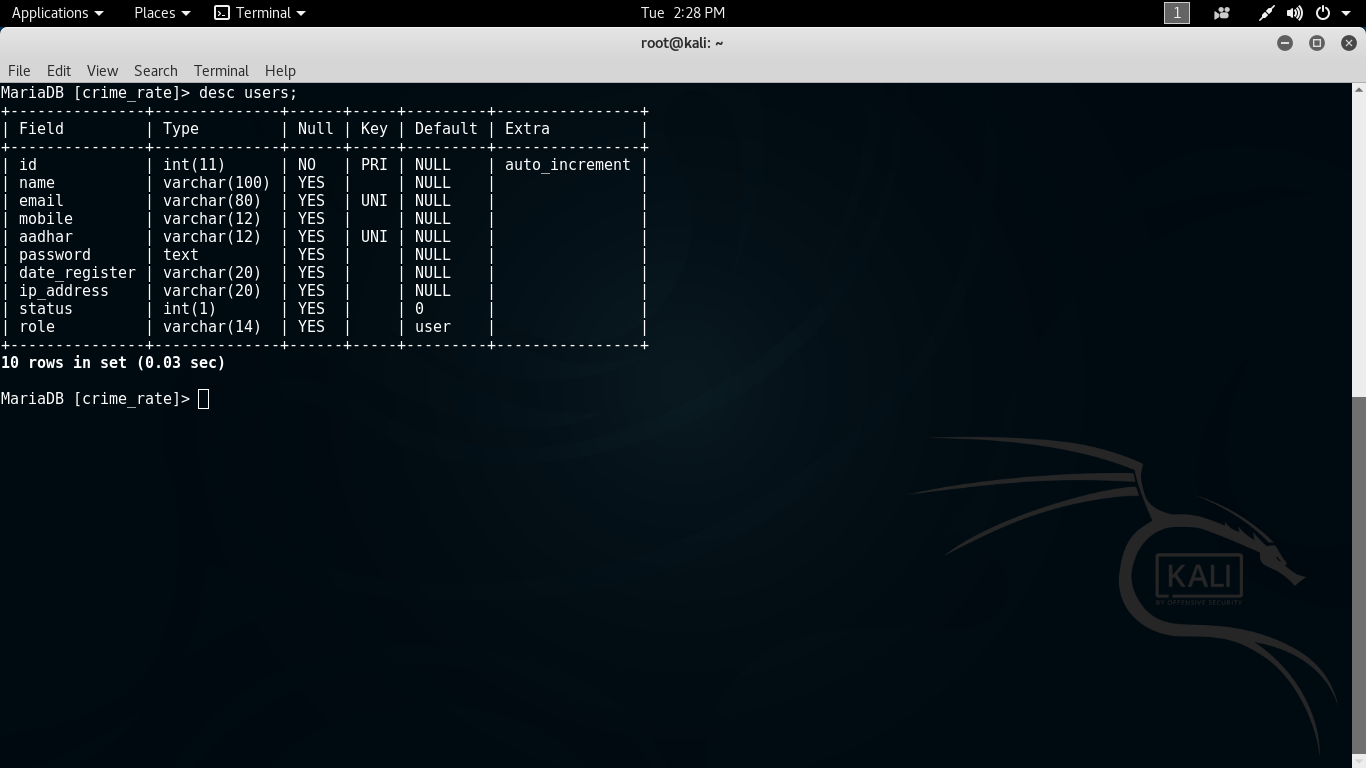 Applications Places Terminal Tue 2:28 PM 1
root@kali: ~
File Edit View Search Terminal Help
MariaDB [crime_rate]> desc users;
+---------------+--------------+------+-----+---------+----------------+
| Field         | Type         | Null | Key | Default | Extra          |
+---------------+--------------+------+-----+---------+----------------+
| id            | int(11)      | NO   | PRI | NULL    | auto_increment |
| name          | varchar(100) | YES  |     | NULL    |                |
| email         | varchar(80)  | YES  | UNI | NULL    |                |
| mobile        | varchar(12)  | YES  |     | NULL    |                |
| aadhar        | varchar(12)  | YES  | UNI | NULL    |                |
| password      | text         | YES  |     | NULL    |                |
| date_register | varchar(20)  | YES  |     | NULL    |                |
| ip_address    | varchar(20)  | YES  |     | NULL    |                |
| status        | int(1)       | YES  |     | 0       |                |
| role          | varchar(14)  | YES  |     | user    |                |
+---------------+--------------+------+-----+---------+----------------+
10 rows in set (0.03 sec)
MariaDB [crime_rate]>
KALI
BY OFFENSIVE SECURITY